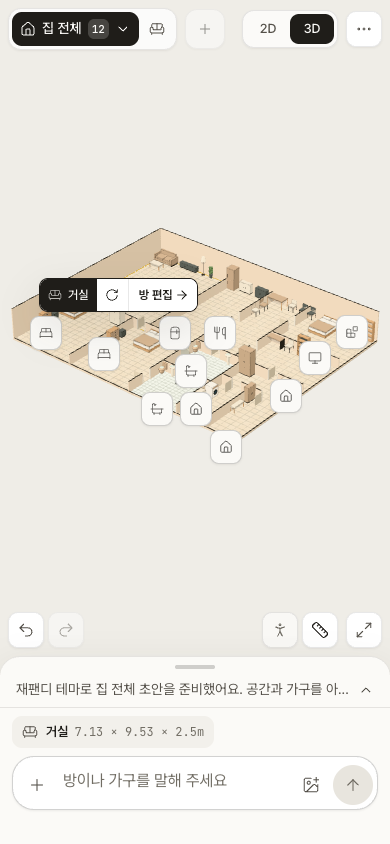 집 전체 12
2D 3D
거실 방 편집
재팬디 테마로 집 전체 초안을 준비했어요. 공간과 가구를 아...
거실 7.13 × 9.53 × 2.5m
방이나 가구를 말해 주세요